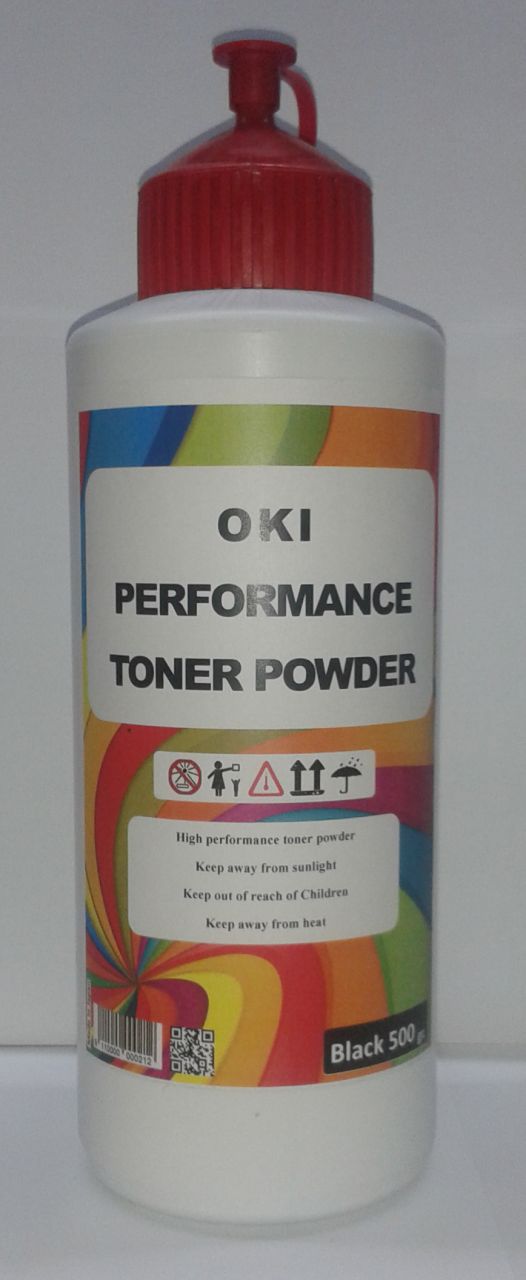 OKI
PERFORMANCE
TONER POWDER
High performance toner powder
Keep away from sunlight
Keep out of reach of Children
Keep away from heat
000212
Black 500